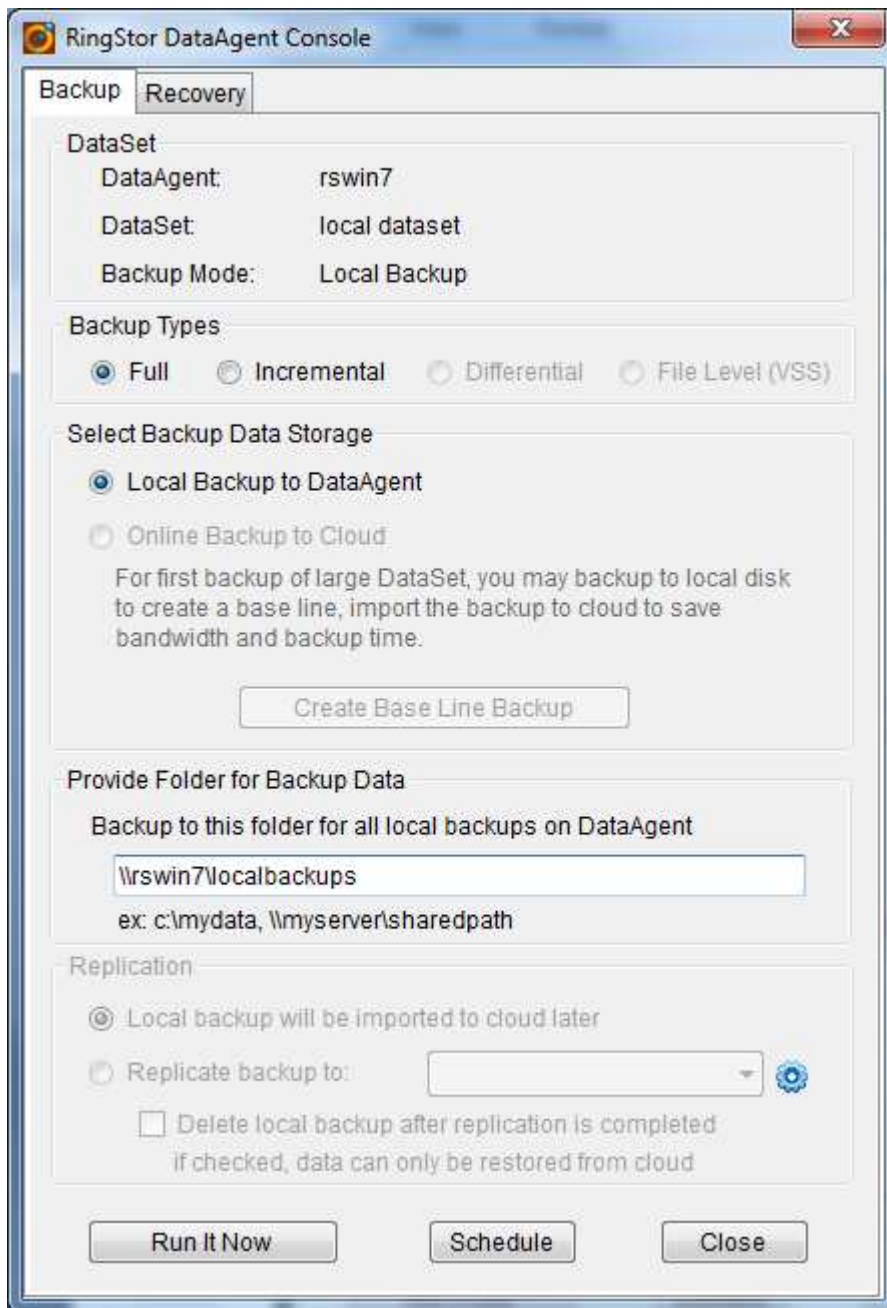 RingStor DataAgent Console
Backup Recovery
DataSet
DataAgent: rswin7
DataSet: local dataset
Backup Mode: Local Backup
Backup Types
Full Incremental Differential File Level (VSS)
Select Backup Data Storage
Local Backup to DataAgent
Online Backup to Cloud
For first backup of large DataSet, you may backup to local disk
to create a base line, import the backup to cloud to save
bandwidth and backup time.
Create Base Line Backup
Provide Folder for Backup Data
Backup to this folder for all local backups on DataAgent
\\rswin7\localbackups
ex: c:\mydata, \\myserver\sharedpath
Replication
Local backup will be imported to cloud later
Replicate backup to:
Delete local backup after replication is completed
if checked, data can only be restored from cloud
Run It Now Schedule Close